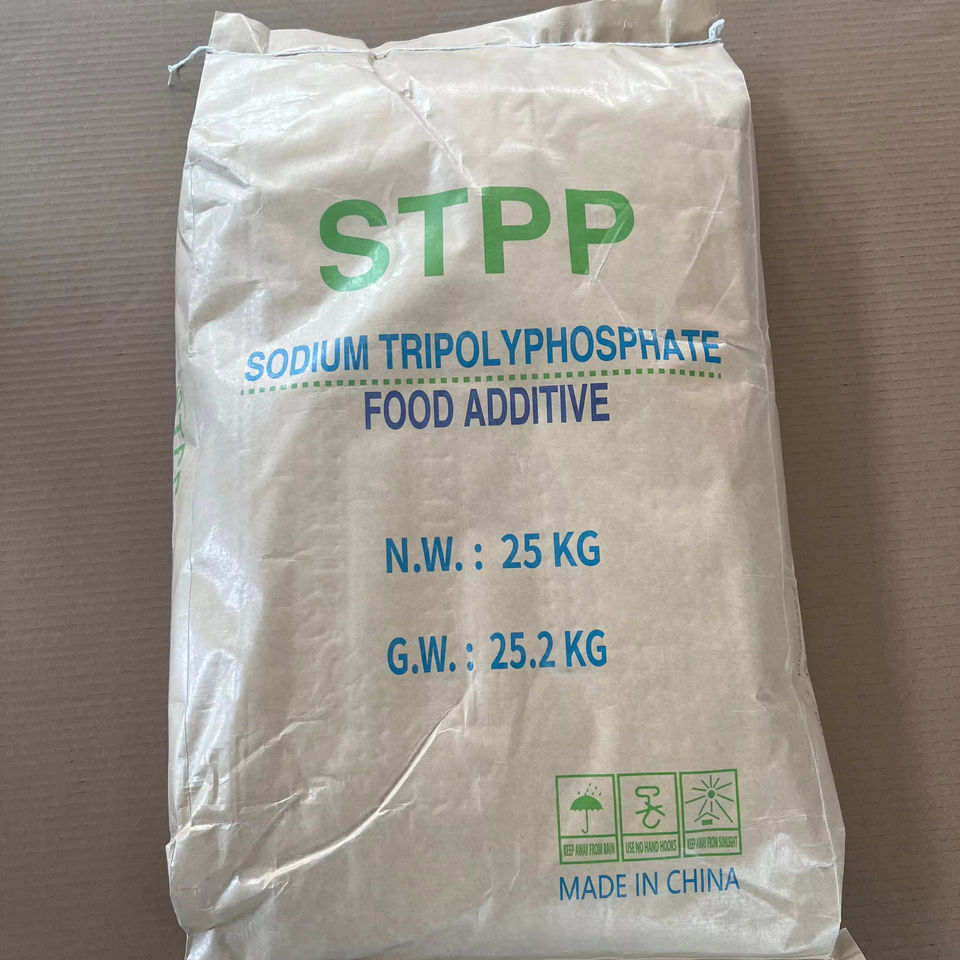 STPP
SODIUM TRIPOLYPHOSPHATE
FOOD ADDITIVE
STPP
N.W. : 25 KG
G.W. : 25.2 KG
KEEP AWAY FROM RAIN
USE NO HAND HOOKS
KEEP AWAY FROM SUNLIGHT
MADE IN CHINA